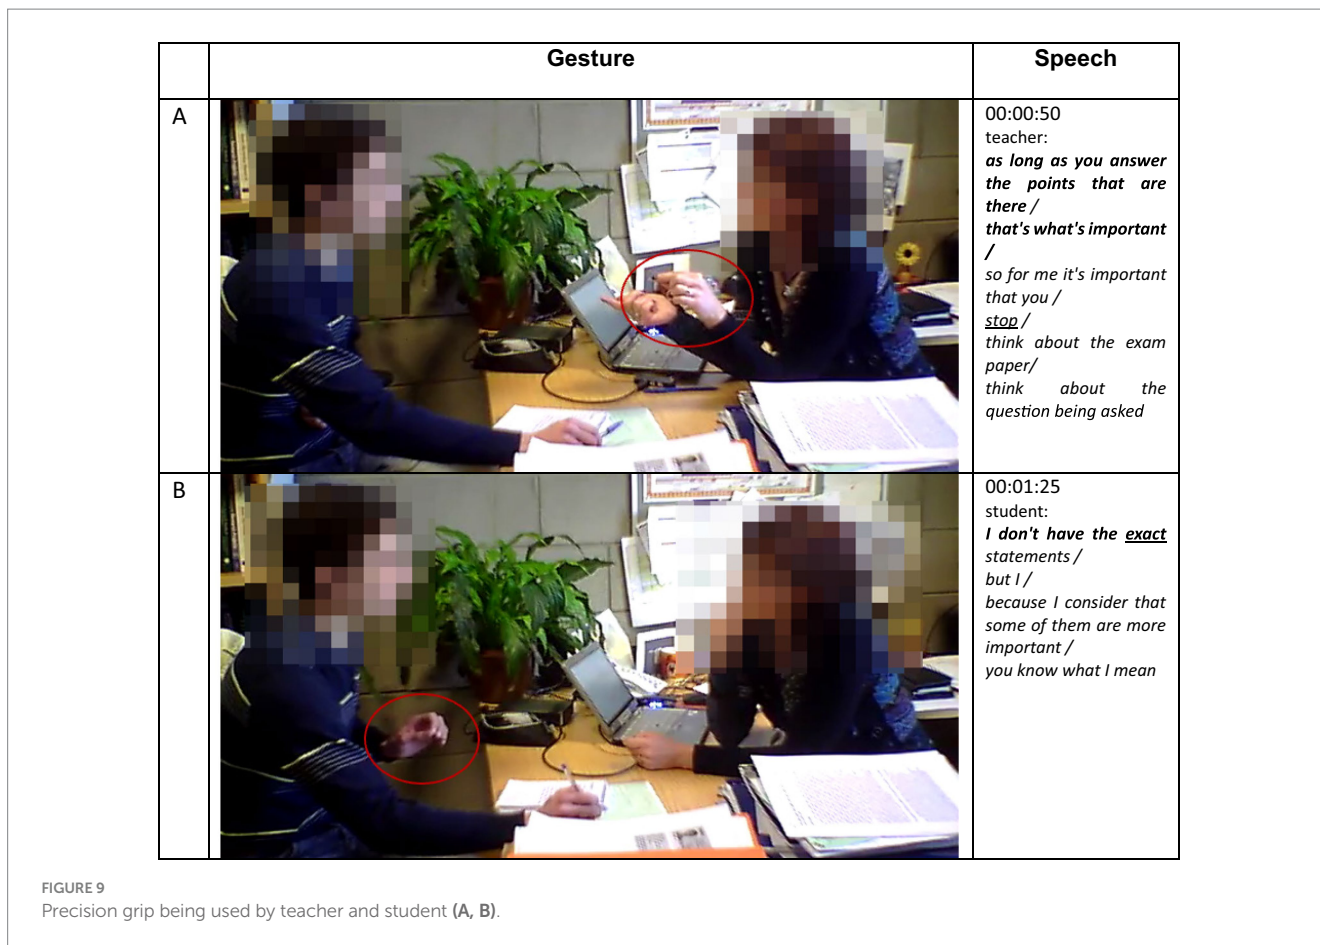 Gesture
Speech
A
00:00:50
teacher:
as long as you answer
the points that are
there /
that's what's important
/
so for me it's important
that you /
stop /
think about the exam
paper/
think about the
question being asked
B
00:01:25
student:
I don't have the exact
statements /
but I /
because I consider that
some of them are more
important /
you know what I mean
FIGURE 9
Precision grip being used by teacher and student (A, B).